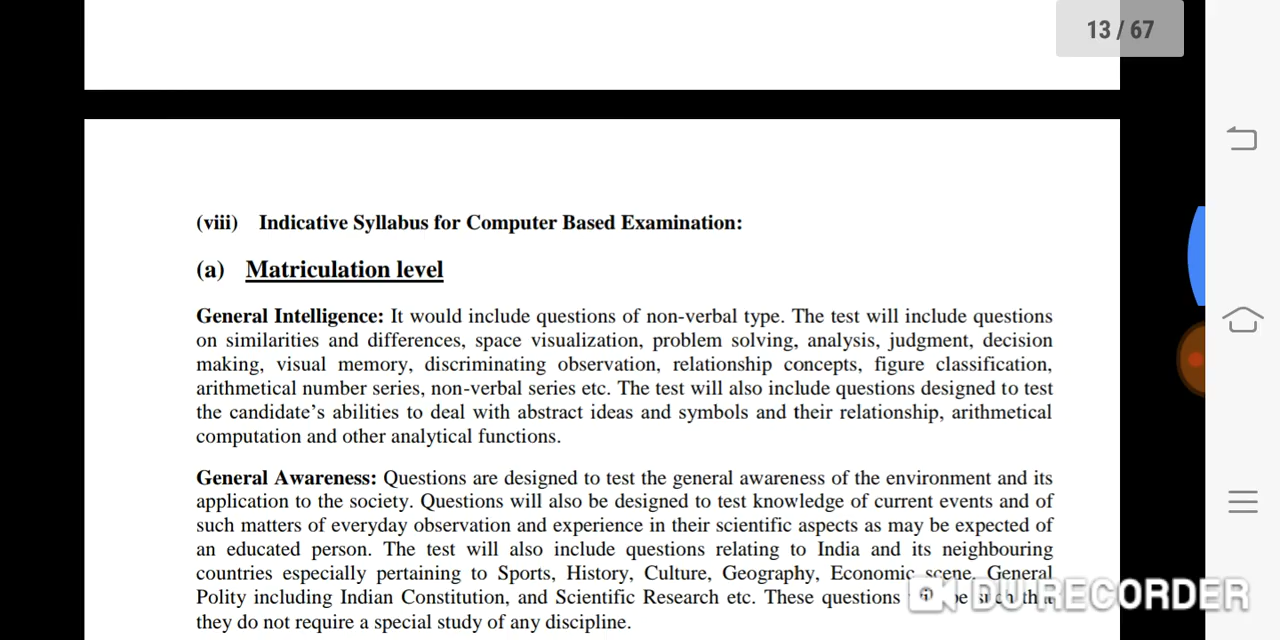 13 / 67
(viii) Indicative Syllabus for Computer Based Examination:
(a) Matriculation level
General Intelligence: It would include questions of non-verbal type. The test will include questions
on similarities and differences, space visualization, problem solving, analysis, judgment, decision
making, visual memory, discriminating observation, relationship concepts, figure classification,
arithmetical number series, non-verbal series etc. The test will also include questions designed to test
the candidate's abilities to deal with abstract ideas and symbols and their relationship, arithmetical
computation and other analytical functions.
General Awareness: Questions are designed to test the general awareness of the environment and its
application to the society. Questions will also be designed to test knowledge of current events and of
such matters of everyday observation and experience in their scientific aspects as may be expected of
an educated person. The test will also include questions relating to India and its neighbouring
countries especially pertaining to Sports, History, Culture, Geography, Economic scene, General
Polity including Indian Constitution, and Scientific Research etc. These questions will be such that
they do not require a special study of any discipline.
DU RECORDER